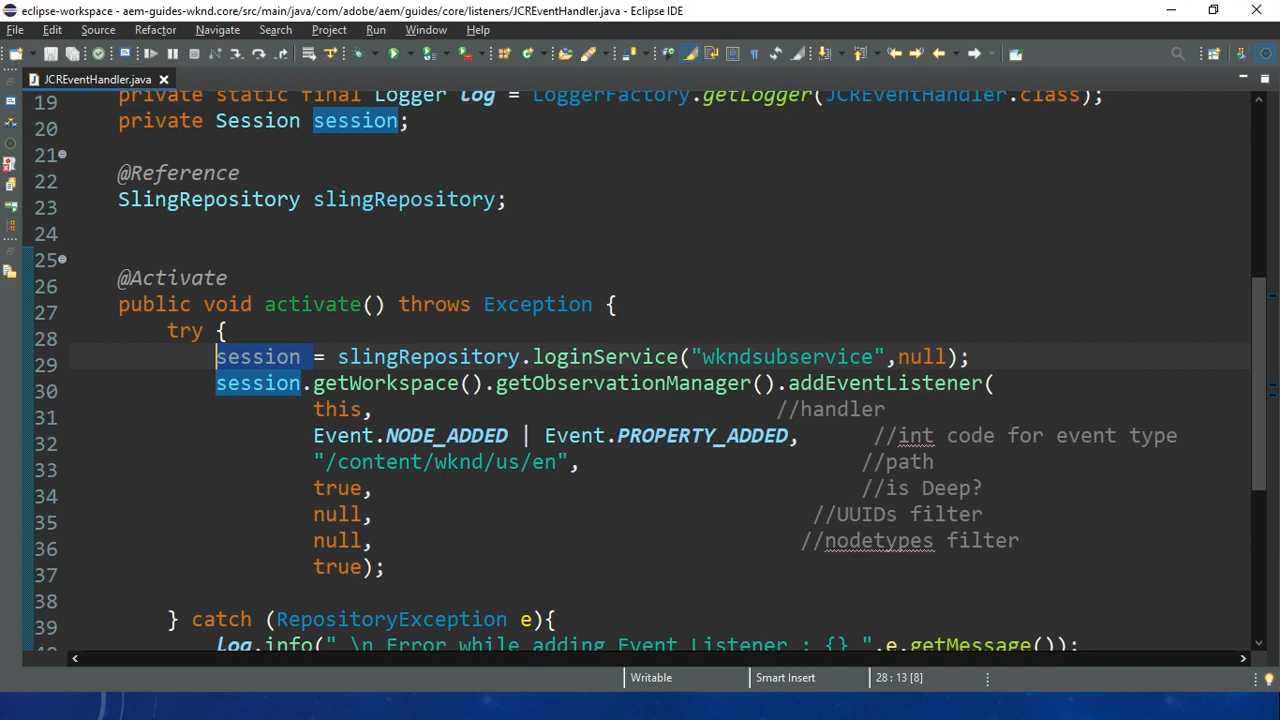 eclipse-workspace - aem-guides-wknd.core/src/main/java/com/adobe/aem/guides/core/listeners/JCREventHandler.java - Eclipse IDE
File Edit Source Refactor Navigate Search Project Run Window Help
JCREventHandler.java
19 private static final Logger log = LoggerFactory.getLogger(JCREventHandler.class);
20 private Session session;
21
22 @Reference
23 SlingRepository slingRepository;
24
25
26 @Activate
27 public void activate() throws Exception {
28 try {
29 session = slingRepository.loginService("wkndsubservice",null);
30 session.getWorkspace().getObservationManager().addEventListener(
31 this, //handler
32 Event.NODE_ADDED | Event.PROPERTY_ADDED, //int code for event type
33 "/content/wknd/us/en", //path
34 true, //is Deep?
35 null, //UUIDs filter
36 null, //nodetypes filter
37 true);
38
39 } catch (RepositoryException e){
log.info(" \n Error while adding Event Listener : {} ",e.getMessage());
Writable Smart Insert 28 : 13 [8]